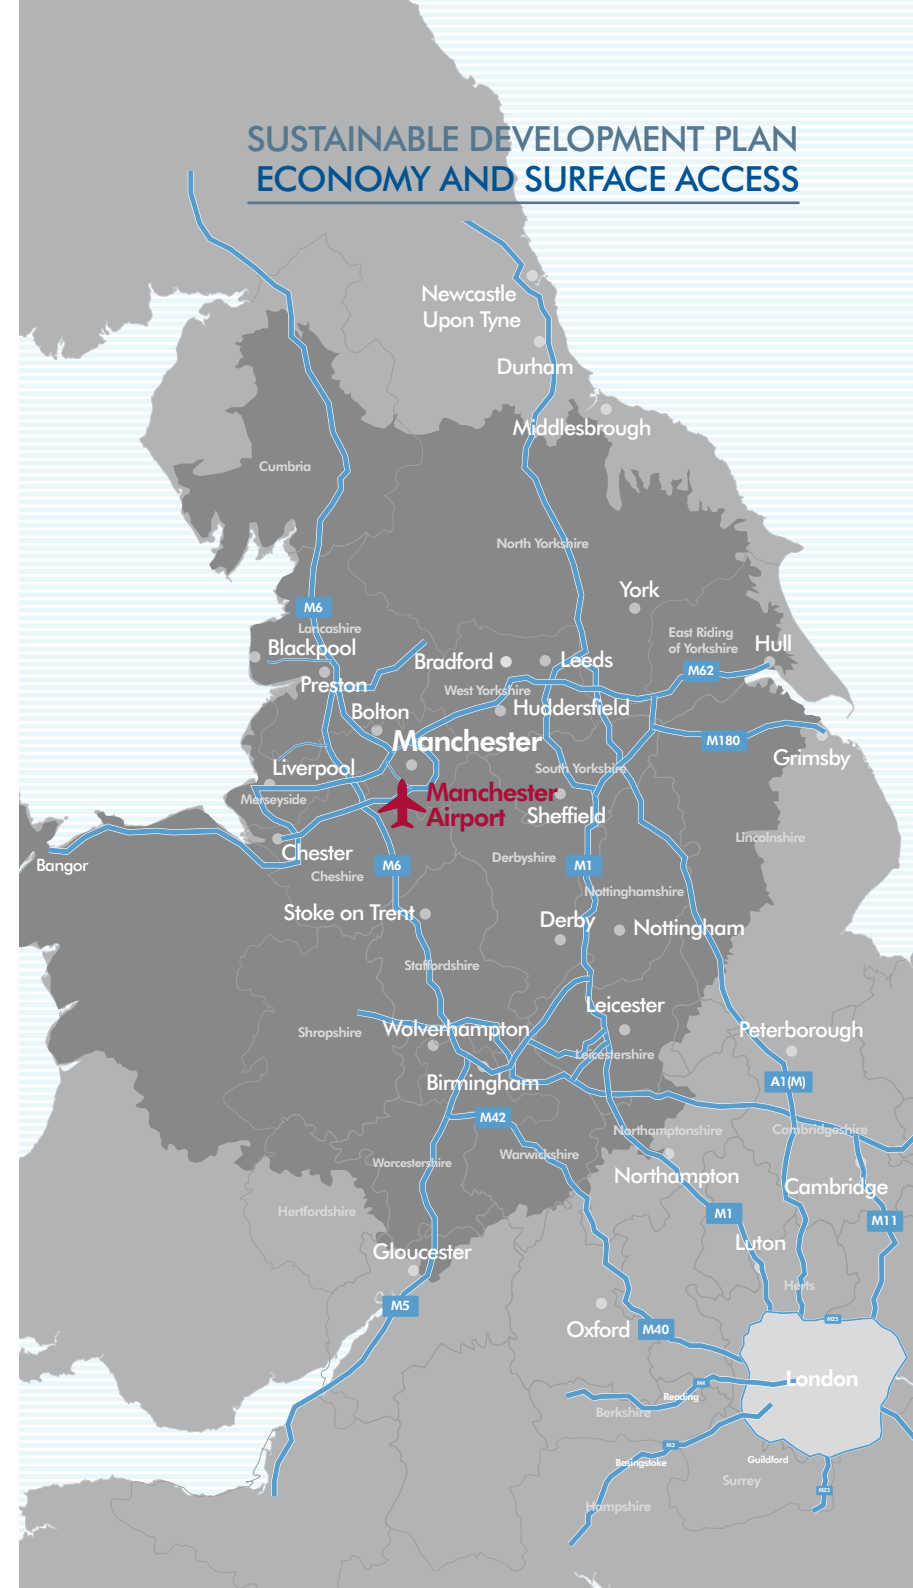 SUSTAINABLE DEVELOPMENT PLAN
ECONOMY AND SURFACE ACCESS
Newcastle
Upon Tyne
Durham
Middlesbrough
Cumbria
North Yorkshire
York
M6
Lancashire
East Riding
of Yorkshire
Hull
Blackpool
Bradford
Leeds
M62
Preston
West Yorkshire
Huddersfield
Bolton
Manchester
M180
Grimsby
Liverpool
South Yorkshire
Merseyside
Manchester
Airport
Sheffield
Lincolnshire
Chester
Bangor
Cheshire
M6
Derbyshire
M1
Nottinghamshire
Stoke on Trent
Derby
Nottingham
Staffordshire
Leicester
Shropshire
Wolverhampton
Peterborough
Leicestershire
Birmingham
A1(M)
M42
Northamptonshire
Cambridgeshire
Worcestershire
Warwickshire
Northampton
Cambridge
Hertfordshire
M1
M11
Gloucester
Luton
Herts
M5
Oxford
M40
M25
London
M4
Reading
Berkshire
M3
Basingstoke
Guildford
Surrey
M23
Hampshire